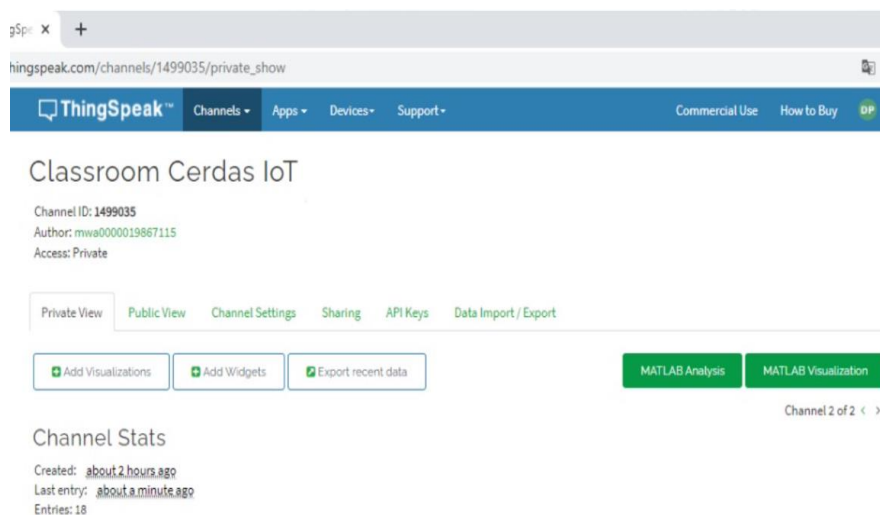 hingspeak.com/channels/1499035/private_show
ThingSpeak™ Channels Apps Devices Support Commercial Use How to Buy DP
Classroom Cerdas IoT
Channel ID: 1499035
Author: mwa0000019867115
Access: Private
Private View Public View Channel Settings Sharing API Keys Data Import / Export
Add Visualizations Add Widgets Export recent data MATLAB Analysis MATLAB Visualization
Channel 2 of 2 < >
Channel Stats
Created: about 2 hours ago
Last entry: about a minute ago
Entries: 18